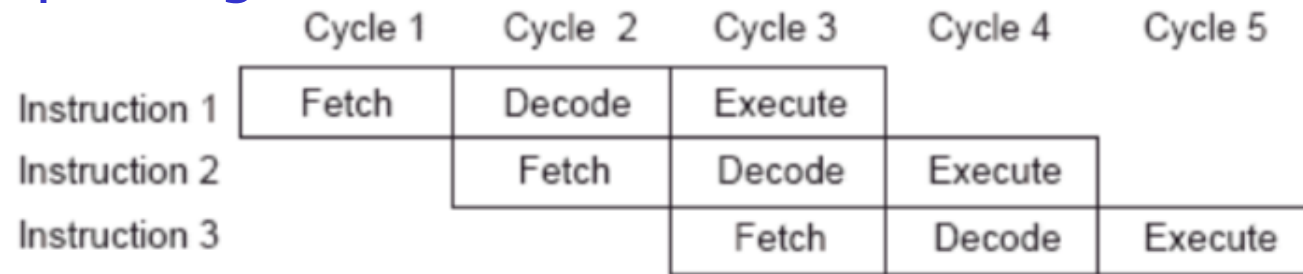 Cycle 1 Cycle 2 Cycle 3 Cycle 4 Cycle 5
Instruction 1 Fetch Decode Execute
Instruction 2 Fetch Decode Execute
Instruction 3 Fetch Decode Execute